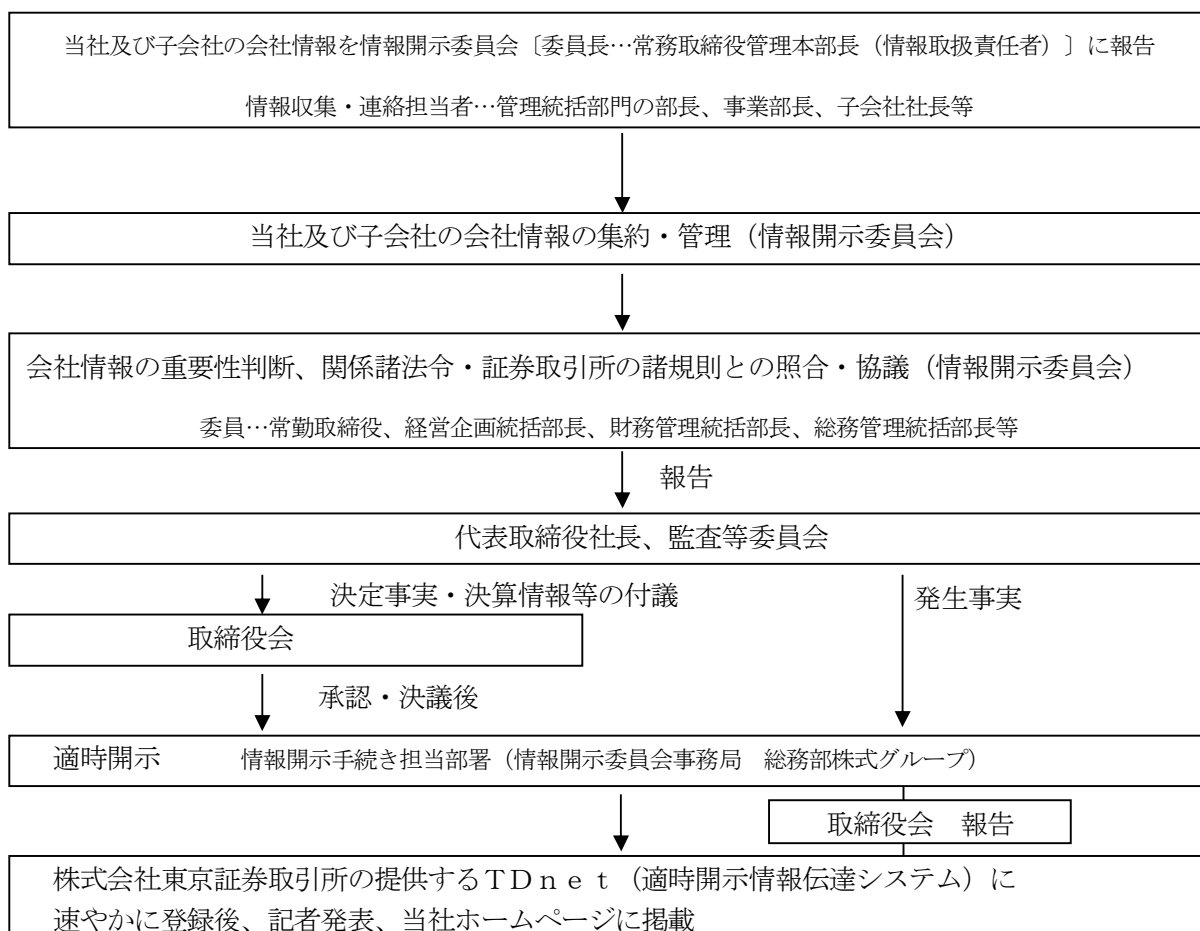 当社及び子会社の会社情報を情報開示委員会〔委員長…常務取締役管理本部長（情報取扱責任者）〕に報告
情報収集・連絡担当者…管理統括部門の部長、事業部長、子会社社長等
当社及び子会社の会社情報の集約・管理（情報開示委員会）
会社情報の重要性判断、関係諸法令・証券取引所の諸規則との照合・協議（情報開示委員会）
委員…常勤取締役、経営企画統括部長、財務管理統括部長、総務管理統括部長等
報告
代表取締役社長、監査等委員会
決定事実・決算情報等の付議
発生事実
取締役会
承認・決議後
適時開示　情報開示手続き担当部署（情報開示委員会事務局　総務部株式グループ）
取締役会　報告
株式会社東京証券取引所の提供するＴＤｎｅｔ（適時開示情報伝達システム）に
速やかに登録後、記者発表、当社ホームページに掲載